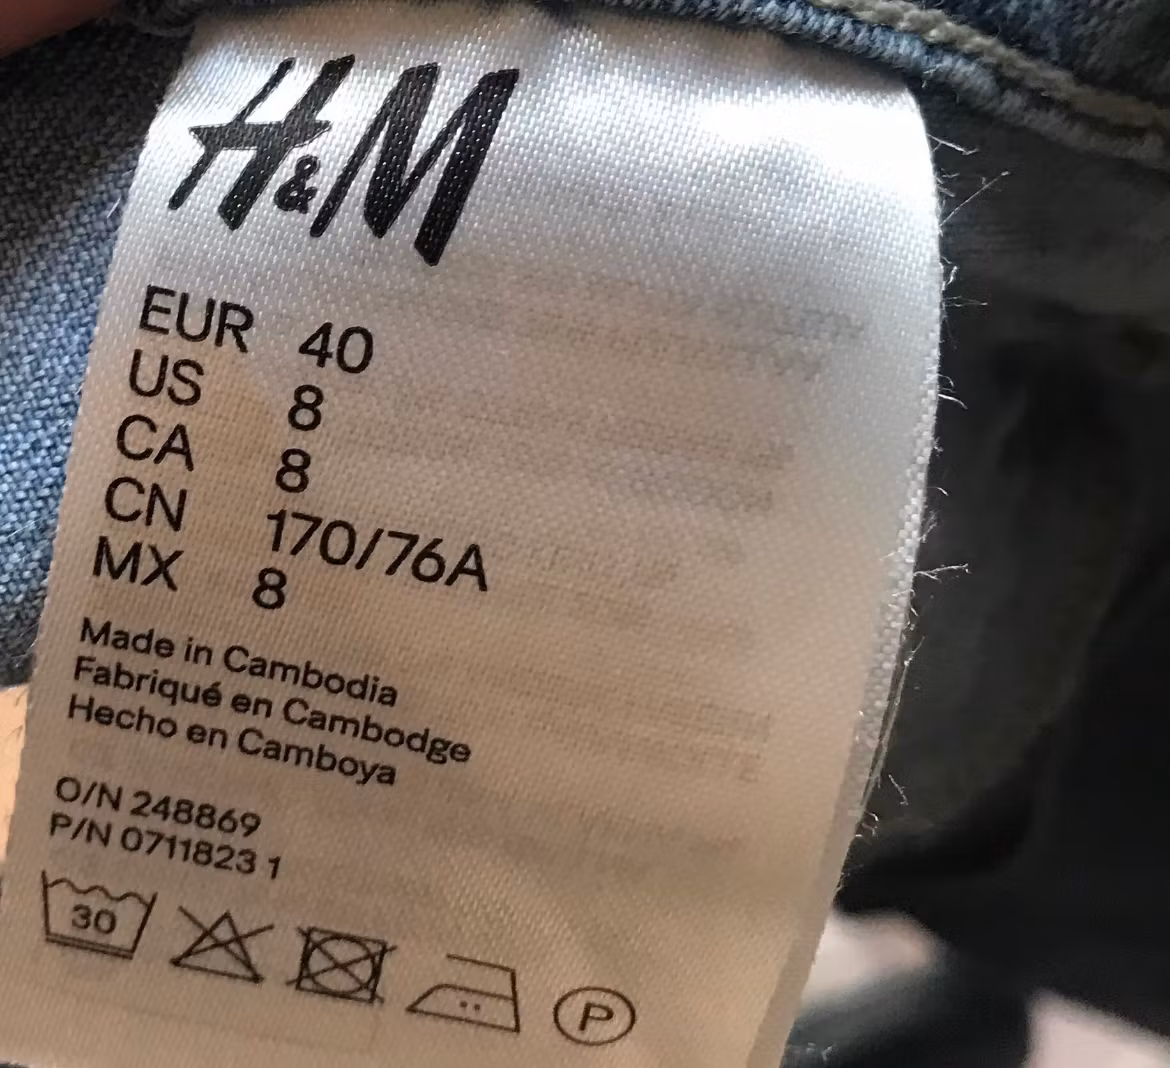 H&M
EUR 40
US 8
CA 8
CN 170/76A
MX 8
Made in Cambodia
Fabriqué en Cambodge
Hecho en Camboya
O/N 248869
P/N 0711823 1
30
P